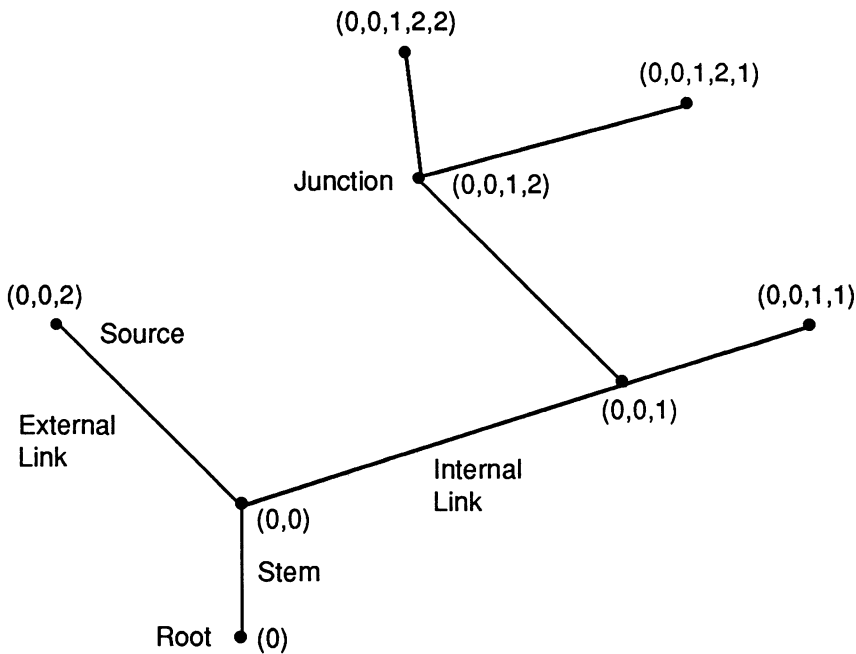 (0,0,1,2,2)
(0,0,1,2,1)
Junction
(0,0,1,2)
(0,0,2)
Source
(0,0,1,1)
External
Link
(0,0,1)
Internal
Link
(0,0)
Stem
Root
(0)